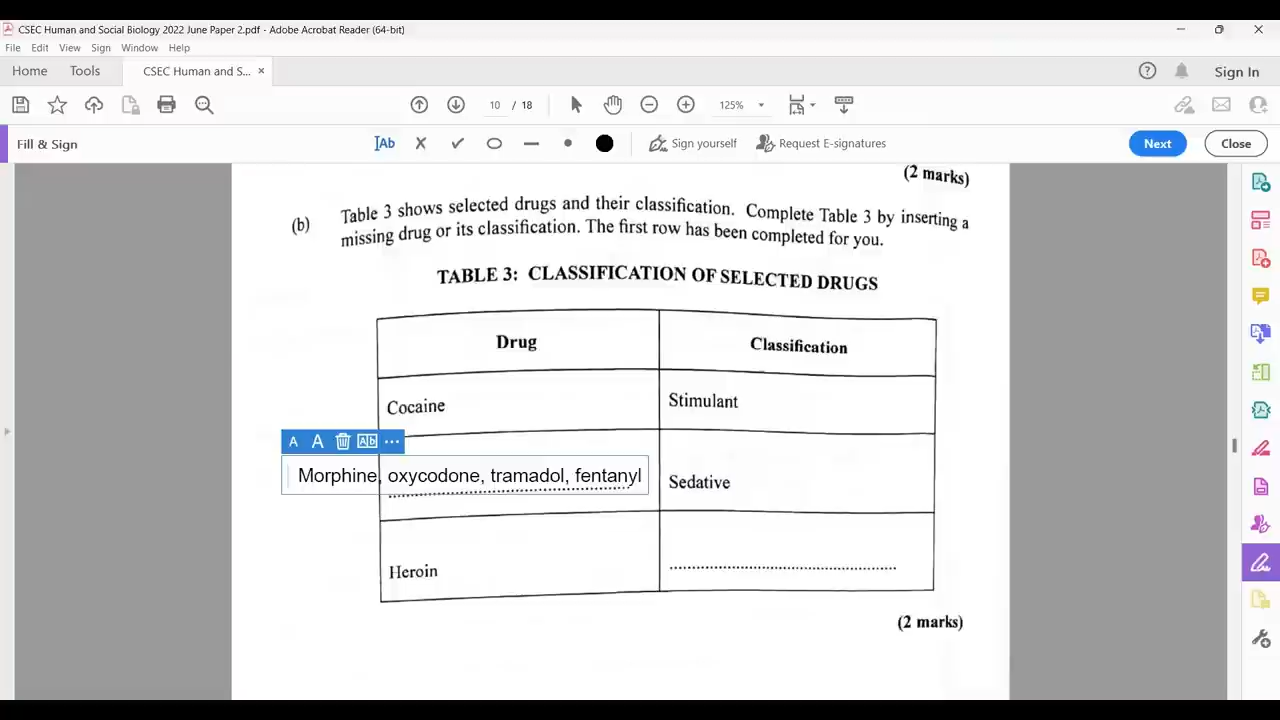 CSEC Human and Social Biology 2022 June Paper 2.pdf - Adobe Acrobat Reader (64-bit)
File Edit View Sign Window Help
Home Tools CSEC Human and S... ×
Sign In
10 / 18 125%
Fill & Sign
Ab Sign yourself Request E-signatures Next Close
(2 marks)
(b) Table 3 shows selected drugs and their classification. Complete Table 3 by inserting a
missing drug or its classification. The first row has been completed for you.
TABLE 3: CLASSIFICATION OF SELECTED DRUGS
Drug Classification
Cocaine Stimulant
A A Ab ...
Morphine, oxycodone, tramadol, fentanyl Sedative
Heroin ................................................
(2 marks)